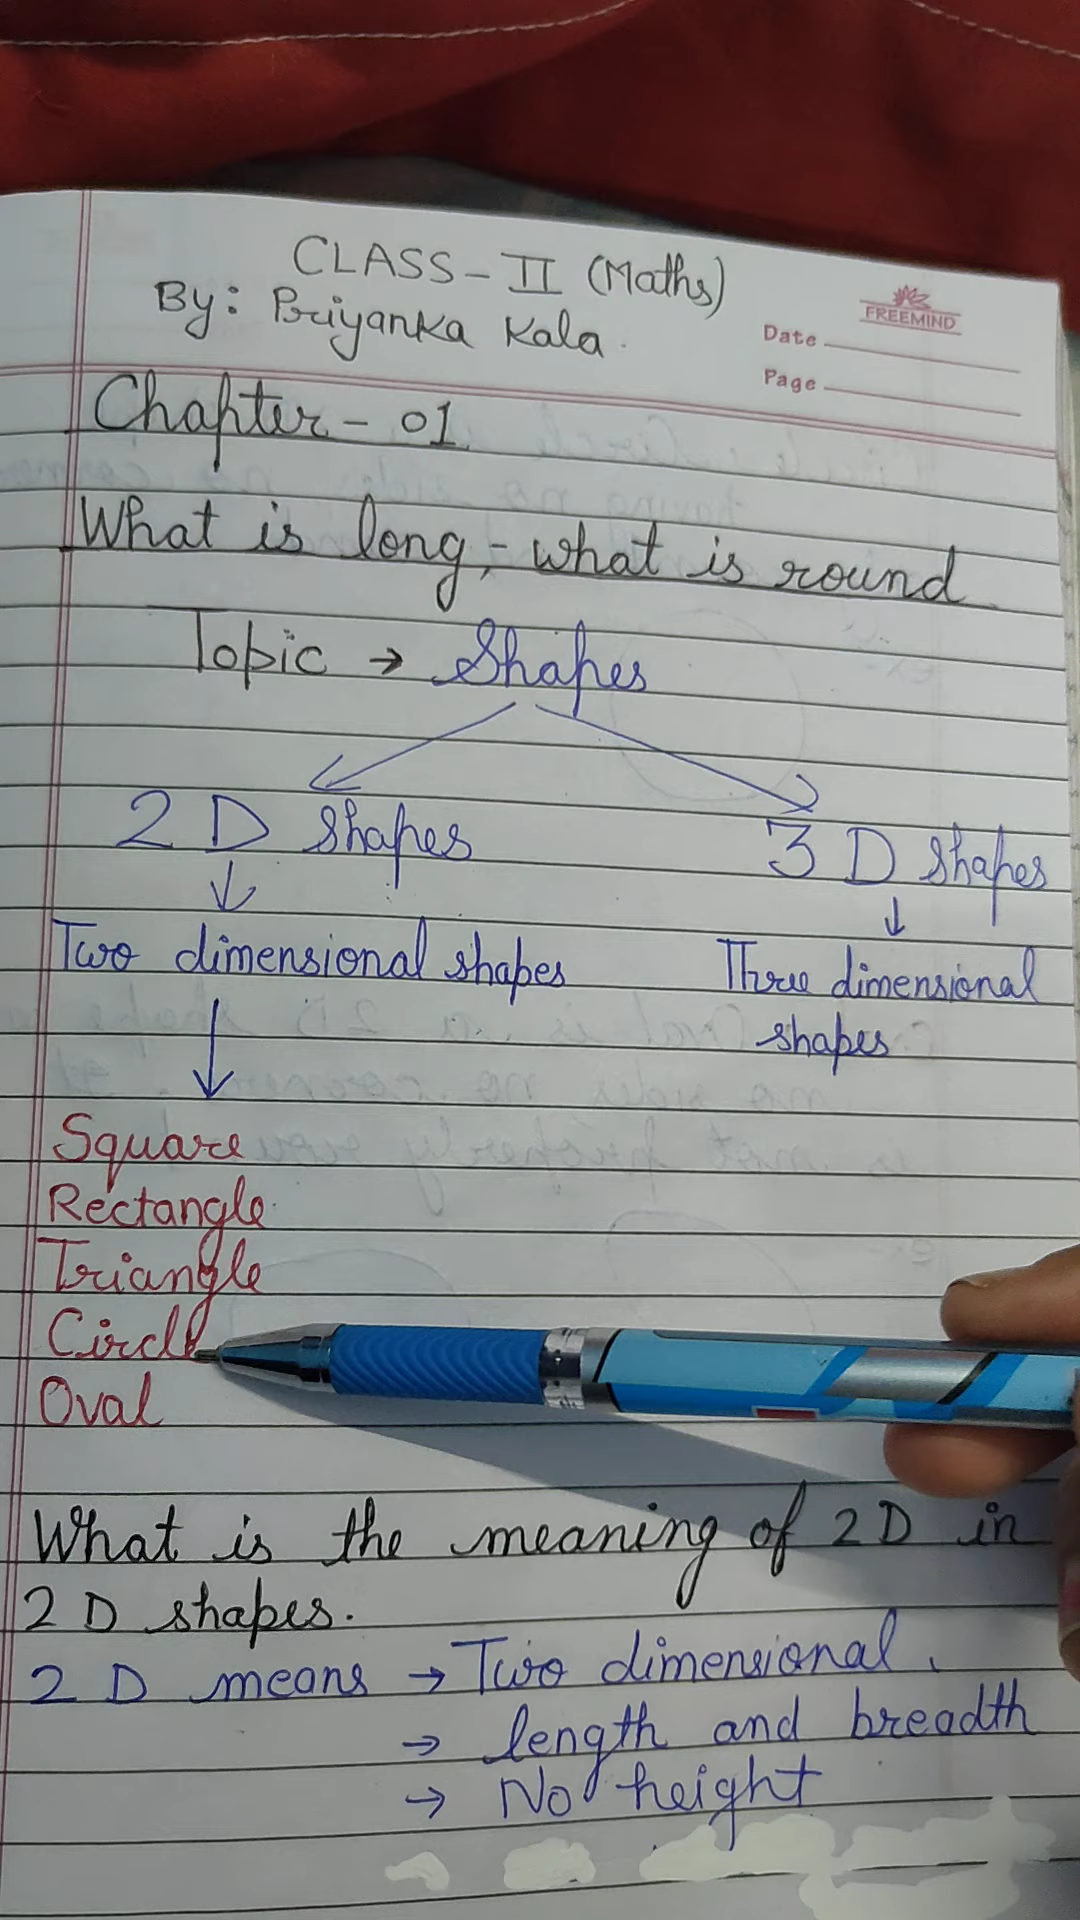 CLASS-II (Maths)
By: Priyanka Kala.
FREEMIND
Date
Page
Chapter-01
What is long, - what is round
Topic → Shapes
2 D shapes
3 D shapes
Two dimensional shapes
Three dimensional
shapes
Square
Rectangle
Triangle
Circle
Oval
What is the meaning of 2D in
2 D shapes.
2 D means → Two dimensional.
→ length and breadth
→ No height